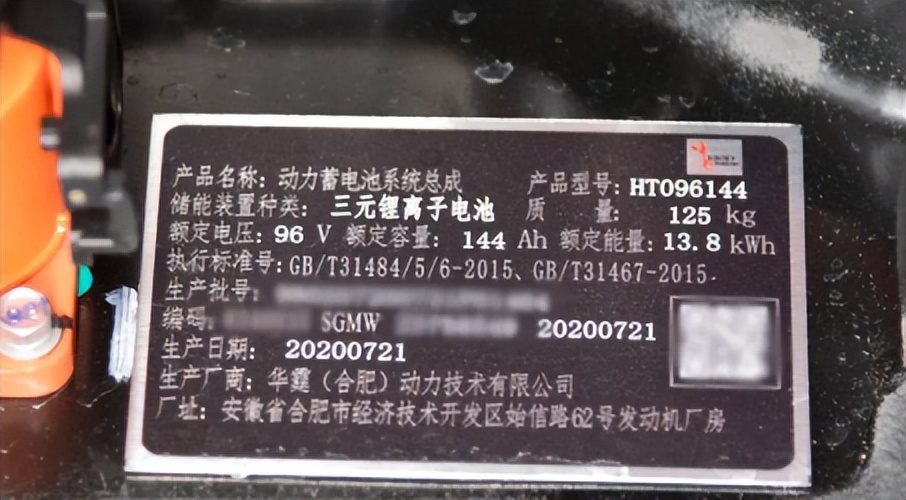 产品名称：动力蓄电池系统总成 产品型号：HT096144
储能装置种类：三元锂离子电池 质 量：125 kg
额定电压：96 V 额定容量：144 Ah 额定能量：13.8 kWh
执行标准号：GB/T31484/5/6-2015、GB/T31467-2015.
生产批号：
编码： SGMW 20200721
生产日期：20200721
生产厂商：华霆（合肥）动力技术有限公司
厂址：安徽省合肥市经济技术开发区始信路62号发动机厂房